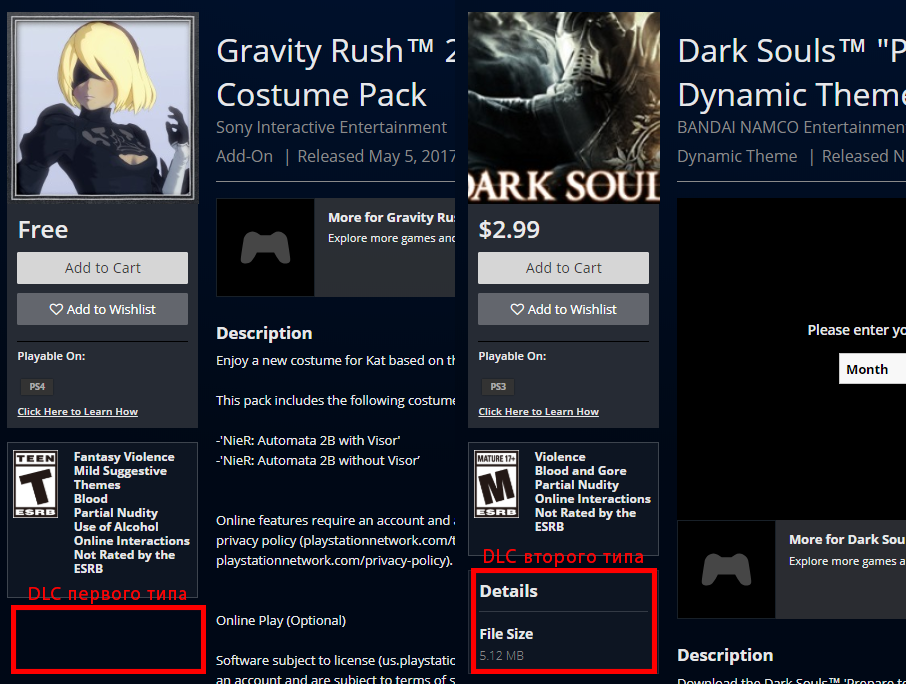 Gravity Rush™ 2
Costume Pack
Sony Interactive Entertainment
Add-On | Released May 5, 2017
Free
Add to Cart
Add to Wishlist
Playable On:
PS4
Click Here to Learn How
More for Gravity Ru
Explore more games and
Description
Enjoy a new costume for Kat based on th
This pack includes the following costume
-'NieR: Automata 2B with Visor'
-'NieR: Automata 2B without Visor'
Online features require an account and a
privacy policy (playstationnetwork.com/t
playstationnetwork.com/privacy-policy).
Online Play (Optional)
Software subject to license (us.playstatio
an account and are subject to terms of s
TEEN
T
ESRB
Fantasy Violence
Mild Suggestive
Themes
Blood
Partial Nudity
Use of Alcohol
Online Interactions
Not Rated by the
ESRB
DLC первого типа
DARK SOUL
Dark Souls™ "P
Dynamic Theme
BANDAI NAMCO Entertainmen
Dynamic Theme | Released N
$2.99
Add to Cart
Add to Wishlist
Playable On:
PS3
Click Here to Learn How
Please enter yo
Month
MATURE 17+
M
ESRB
Violence
Blood and Gore
Partial Nudity
Online Interactions
Not Rated by the
ESRB
DLC второго типа
Details
File Size
5.12 MB
More for Dark Sou
Explore more games a
Description
Download the Dark Souls™ 'Prepare to